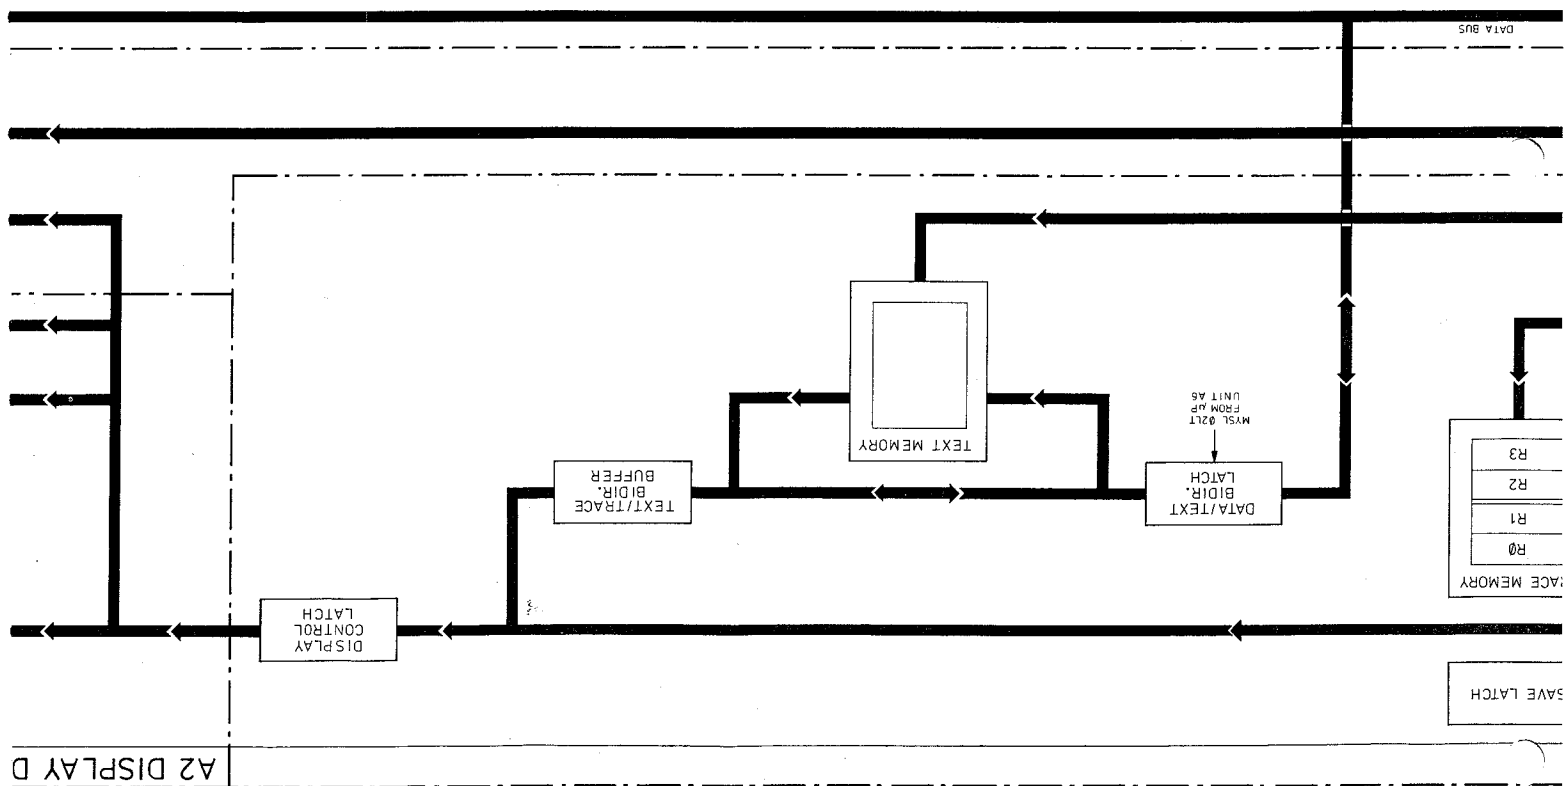 A2 DISPLAY D
SAVE LATCH
DISPLAY
CONTROL
LATCH
ACE MEMORY
RØ
R1
R2
R3
DATA/TEXT
BIDIR.
LATCH
TEXT/TRACE
BIDIR.
BUFFER
TEXT MEMORY
MYSL Ø2LT
FROM µP
UNIT A6
DATA BUS